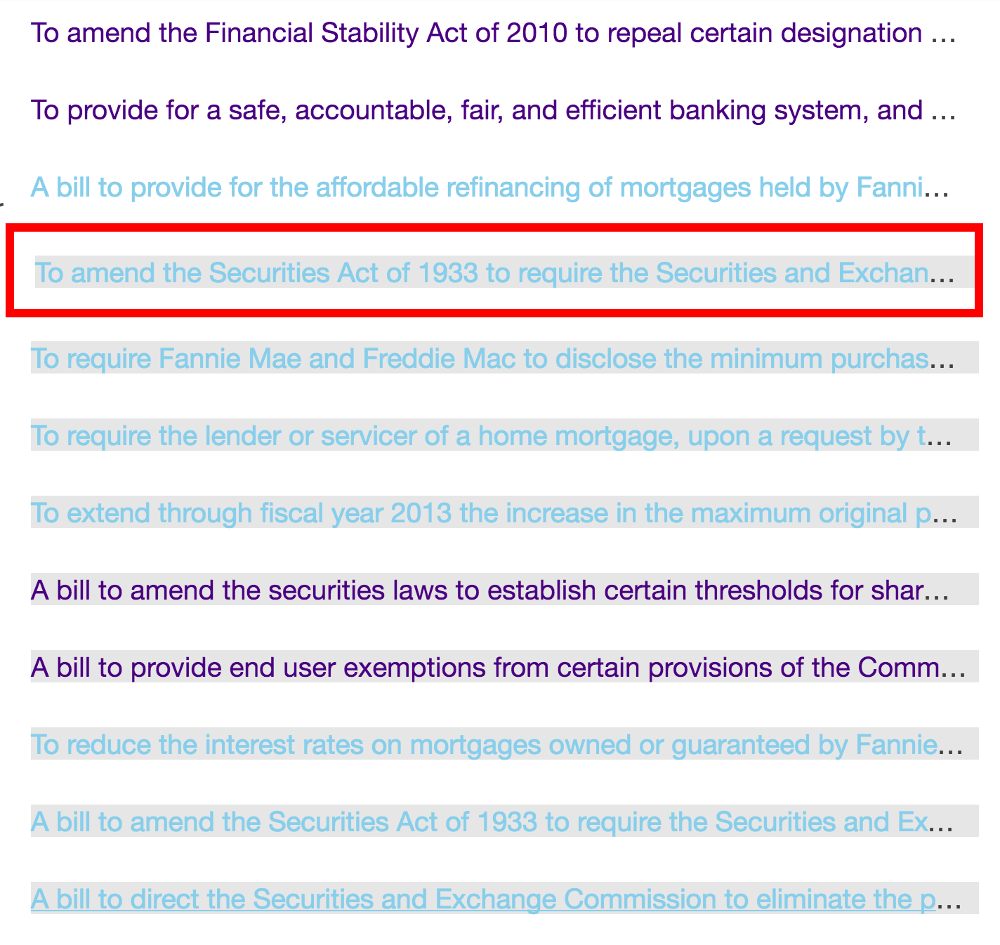 To amend the Financial Stability Act of 2010 to repeal certain designation ...
To provide for a safe, accountable, fair, and efficient banking system, and ...
A bill to provide for the affordable refinancing of mortgages held by Fanni...
To amend the Securities Act of 1933 to require the Securities and Exchan...
To require Fannie Mae and Freddie Mac to disclose the minimum purchas...
To require the lender or servicer of a home mortgage, upon a request by t...
To extend through fiscal year 2013 the increase in the maximum original p...
A bill to amend the securities laws to establish certain thresholds for shar...
A bill to provide end user exemptions from certain provisions of the Comm...
To reduce the interest rates on mortgages owned or guaranteed by Fannie...
A bill to amend the Securities Act of 1933 to require the Securities and Ex...
A bill to direct the Securities and Exchange Commission to eliminate the p...